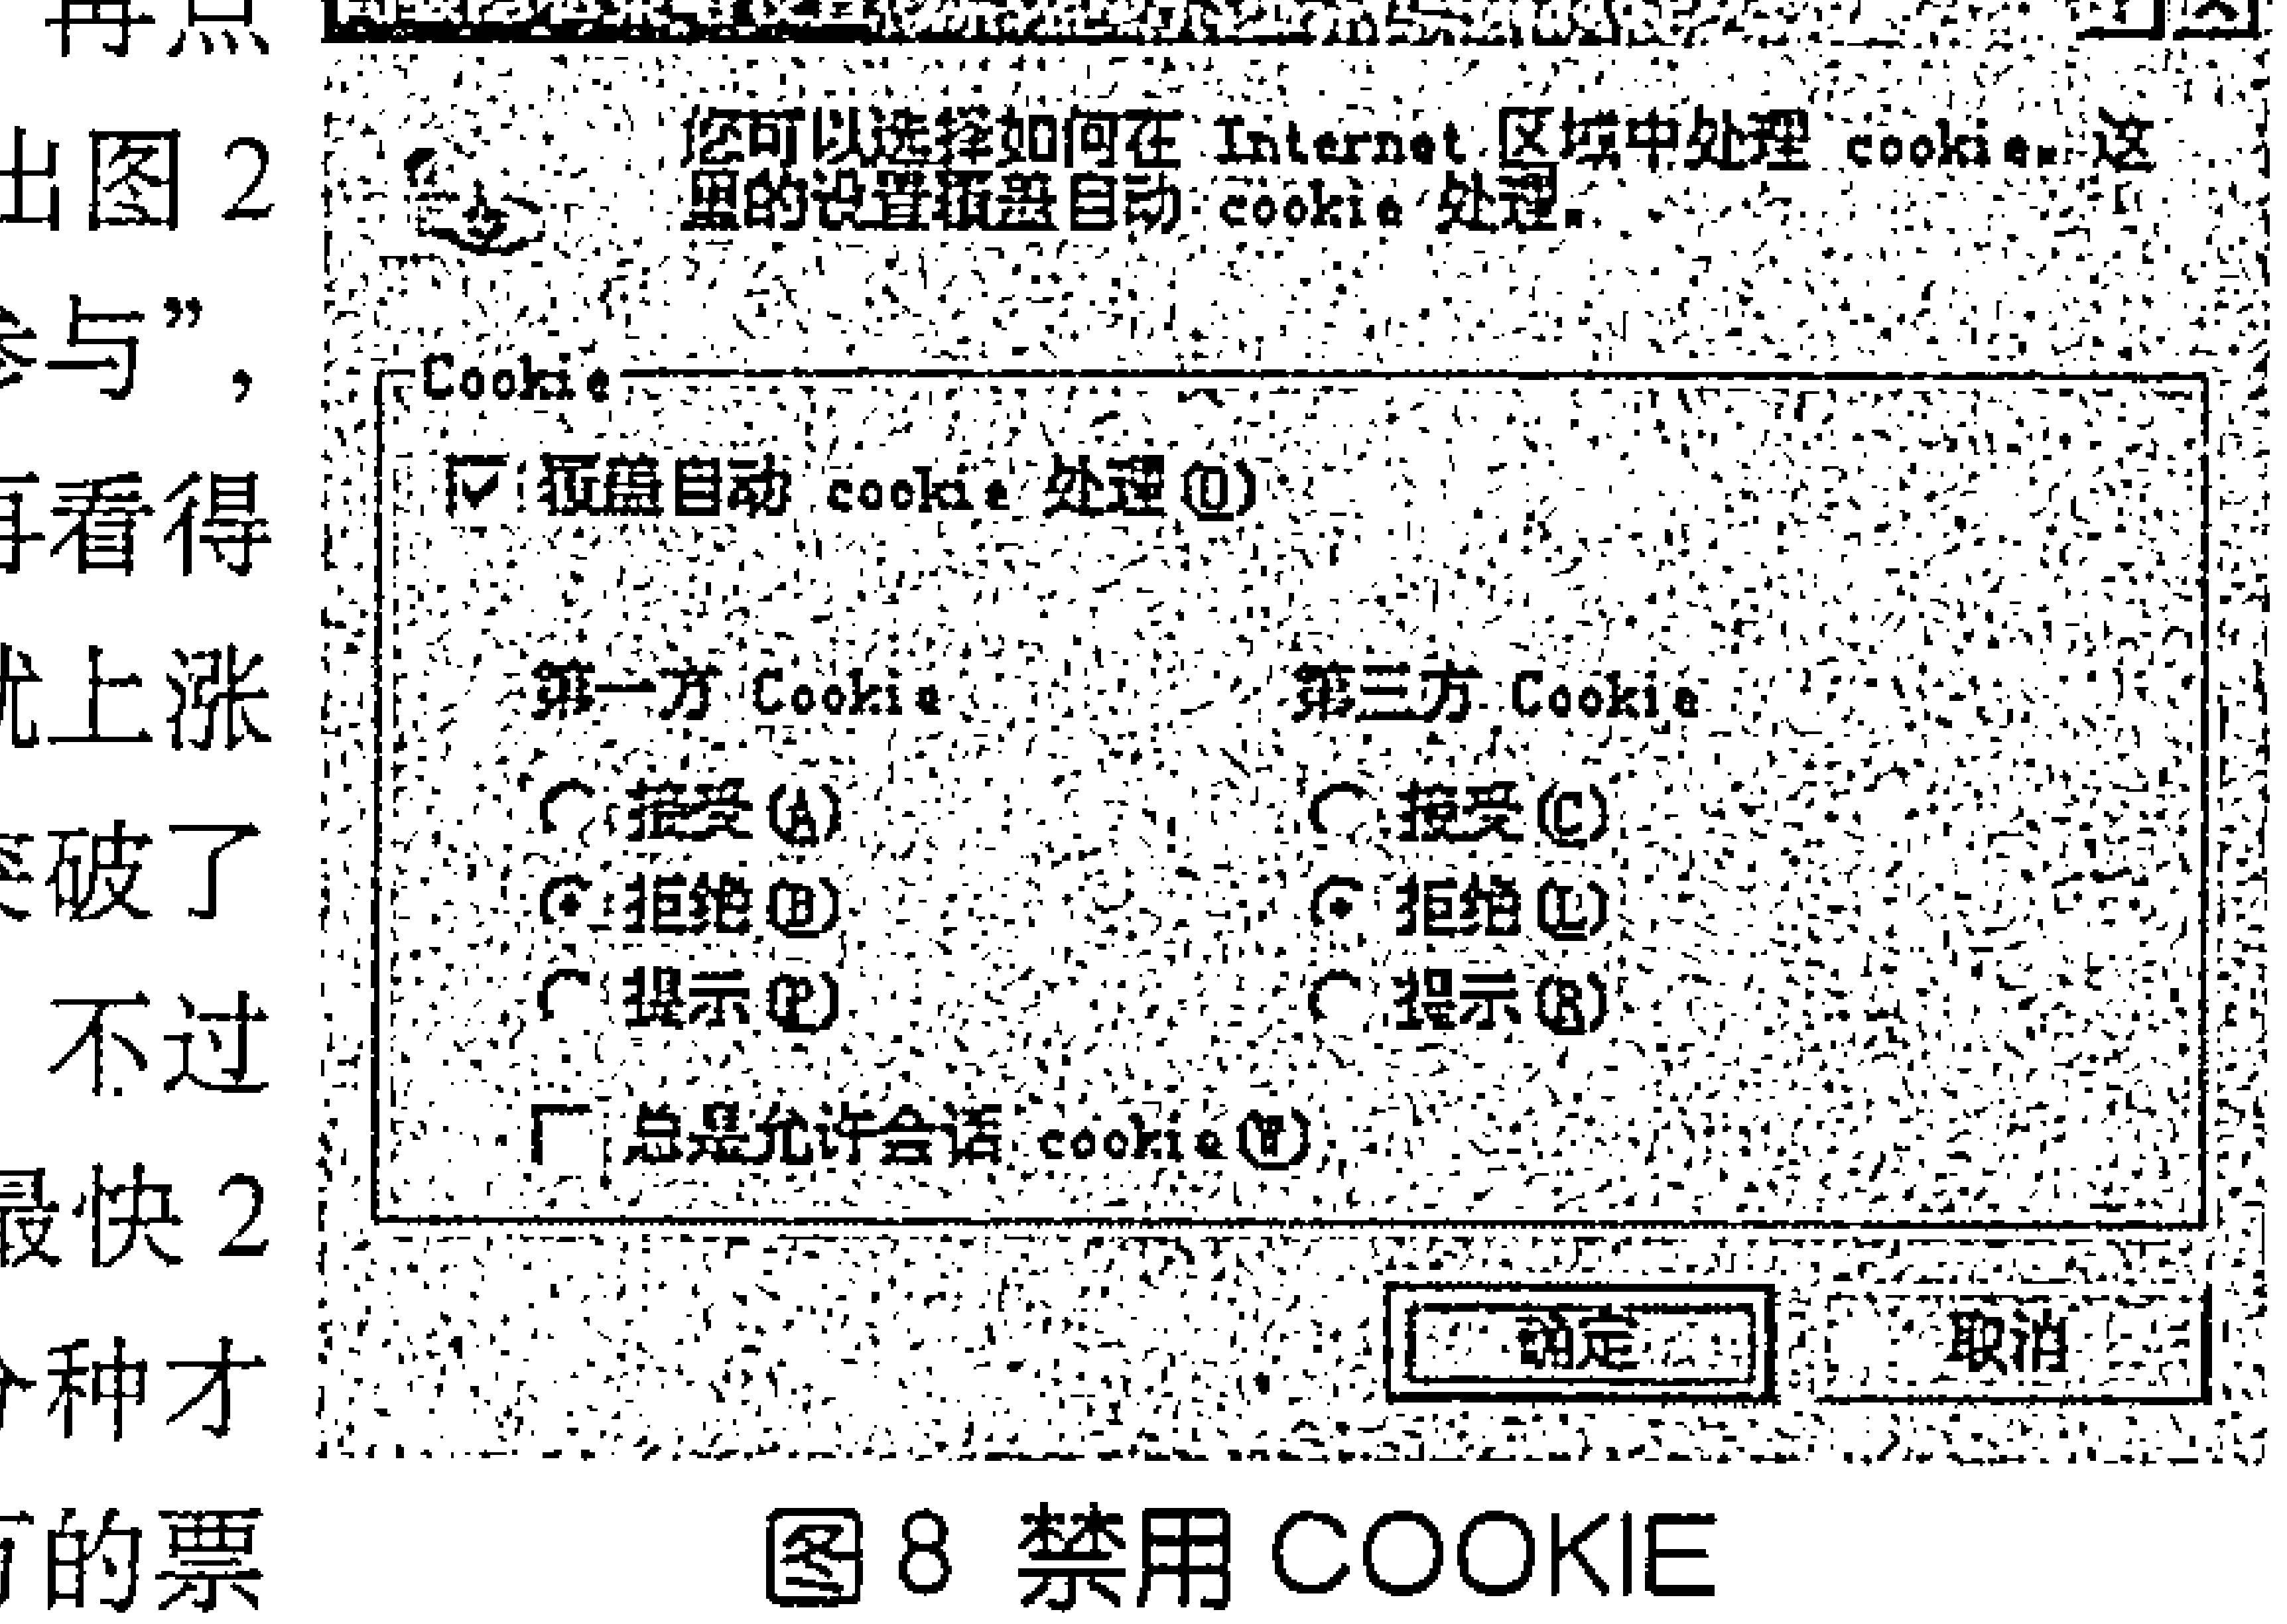 再点
出图 2
参与”，
再看得
就上涨
突破了
不过
最快 2
分种才
的票
您可以选择如何在 Internet 区域中处理 cookie。这
里的设置覆盖自动 cookie 处理。
Cookie
覆盖自动 cookie 处理(O)
第一方 Cookie
第三方 Cookie
接受(A)
接受(C)
拒绝(B)
拒绝(L)
提示(P)
提示(R)
总是允许会话 cookie(W)
确定
取消
图 8 禁用 COOKIE